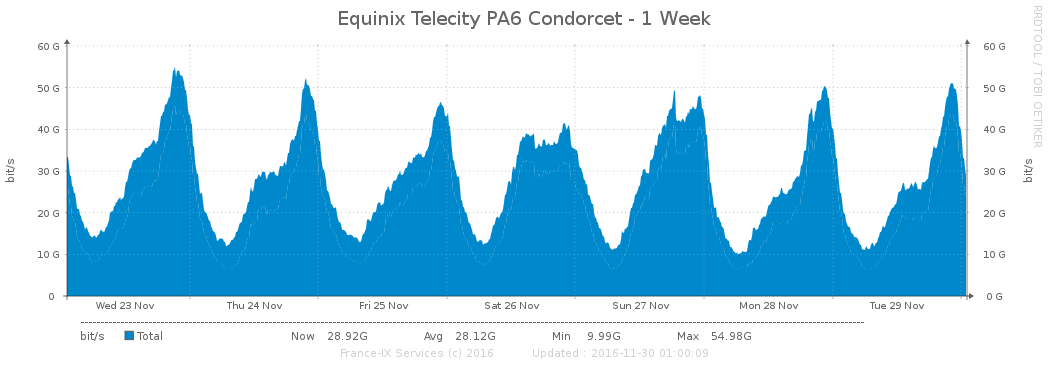 Equinix Telecity PA6 Condorcet - 1 Week
RRDTOOL / TOBI OETIKER
60 G 60 G
50 G 50 G
40 G 40 G
30 G 30 G
20 G 20 G
10 G 10 G
0 0 G
bit/s
bit/s
Wed 23 Nov Thu 24 Nov Fri 25 Nov Sat 26 Nov Sun 27 Nov Mon 28 Nov Tue 29 Nov
bit/s Total Now 28.92G Avg 28.12G Min 9.99G Max 54.98G
France-IX Services (c) 2016 Updated : 2016-11-30 01:00:09